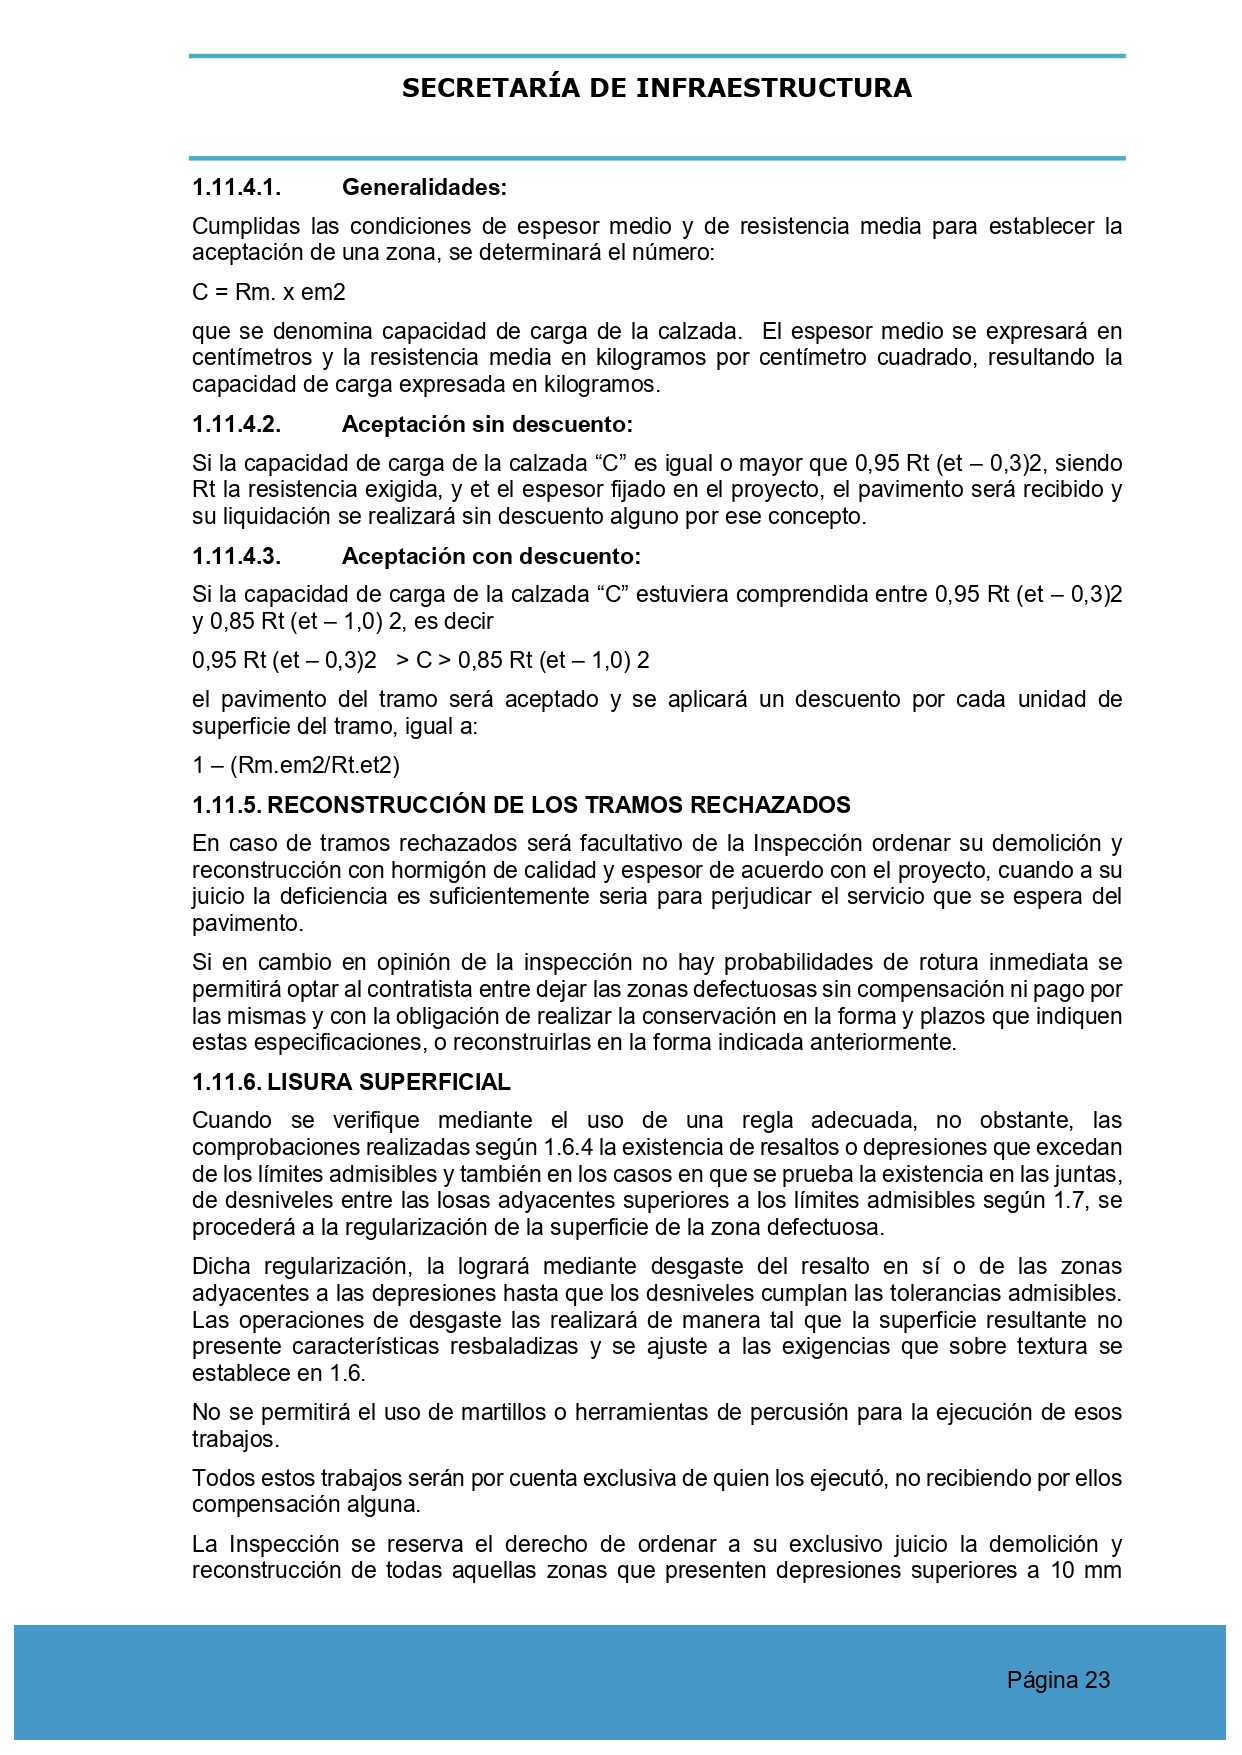 SECRETARÍA DE INFRAESTRUCTURA
1.11.4.1. Generalidades:
Cumplidas las condiciones de espesor medio y de resistencia media para establecer la
aceptación de una zona, se determinará el número:
C = Rm. x em2
que se denomina capacidad de carga de la calzada. El espesor medio se expresará en
centímetros y la resistencia media en kilogramos por centímetro cuadrado, resultando la
capacidad de carga expresada en kilogramos.
1.11.4.2. Aceptación sin descuento:
Si la capacidad de carga de la calzada “C” es igual o mayor que 0,95 Rt (et – 0,3)2, siendo
Rt la resistencia exigida, y et el espesor fijado en el proyecto, el pavimento será recibido y
su liquidación se realizará sin descuento alguno por ese concepto.
1.11.4.3. Aceptación con descuento:
Si la capacidad de carga de la calzada “C” estuviera comprendida entre 0,95 Rt (et – 0,3)2
y 0,85 Rt (et – 1,0) 2, es decir
0,95 Rt (et – 0,3)2 > C > 0,85 Rt (et – 1,0) 2
el pavimento del tramo será aceptado y se aplicará un descuento por cada unidad de
superficie del tramo, igual a:
1 – (Rm.em2/Rt.et2)
1.11.5. RECONSTRUCCIÓN DE LOS TRAMOS RECHAZADOS
En caso de tramos rechazados será facultativo de la Inspección ordenar su demolición y
reconstrucción con hormigón de calidad y espesor de acuerdo con el proyecto, cuando a su
juicio la deficiencia es suficientemente seria para perjudicar el servicio que se espera del
pavimento.
Si en cambio en opinión de la inspección no hay probabilidades de rotura inmediata se
permitirá optar al contratista entre dejar las zonas defectuosas sin compensación ni pago por
las mismas y con la obligación de realizar la conservación en la forma y plazos que indiquen
estas especificaciones, o reconstruirlas en la forma indicada anteriormente.
1.11.6. LISURA SUPERFICIAL
Cuando se verifique mediante el uso de una regla adecuada, no obstante, las
comprobaciones realizadas según 1.6.4 la existencia de resaltos o depresiones que excedan
de los límites admisibles y también en los casos en que se prueba la existencia en las juntas,
de desniveles entre las losas adyacentes superiores a los límites admisibles según 1.7, se
procederá a la regularización de la superficie de la zona defectuosa.
Dicha regularización, la logrará mediante desgaste del resalto en sí o de las zonas
adyacentes a las depresiones hasta que los desniveles cumplan las tolerancias admisibles.
Las operaciones de desgaste las realizará de manera tal que la superficie resultante no
presente características resbaladizas y se ajuste a las exigencias que sobre textura se
establece en 1.6.
No se permitirá el uso de martillos o herramientas de percusión para la ejecución de esos
trabajos.
Todos estos trabajos serán por cuenta exclusiva de quien los ejecutó, no recibiendo por ellos
compensación alguna.
La Inspección se reserva el derecho de ordenar a su exclusivo juicio la demolición y
reconstrucción de todas aquellas zonas que presenten depresiones superiores a 10 mm
Página 23